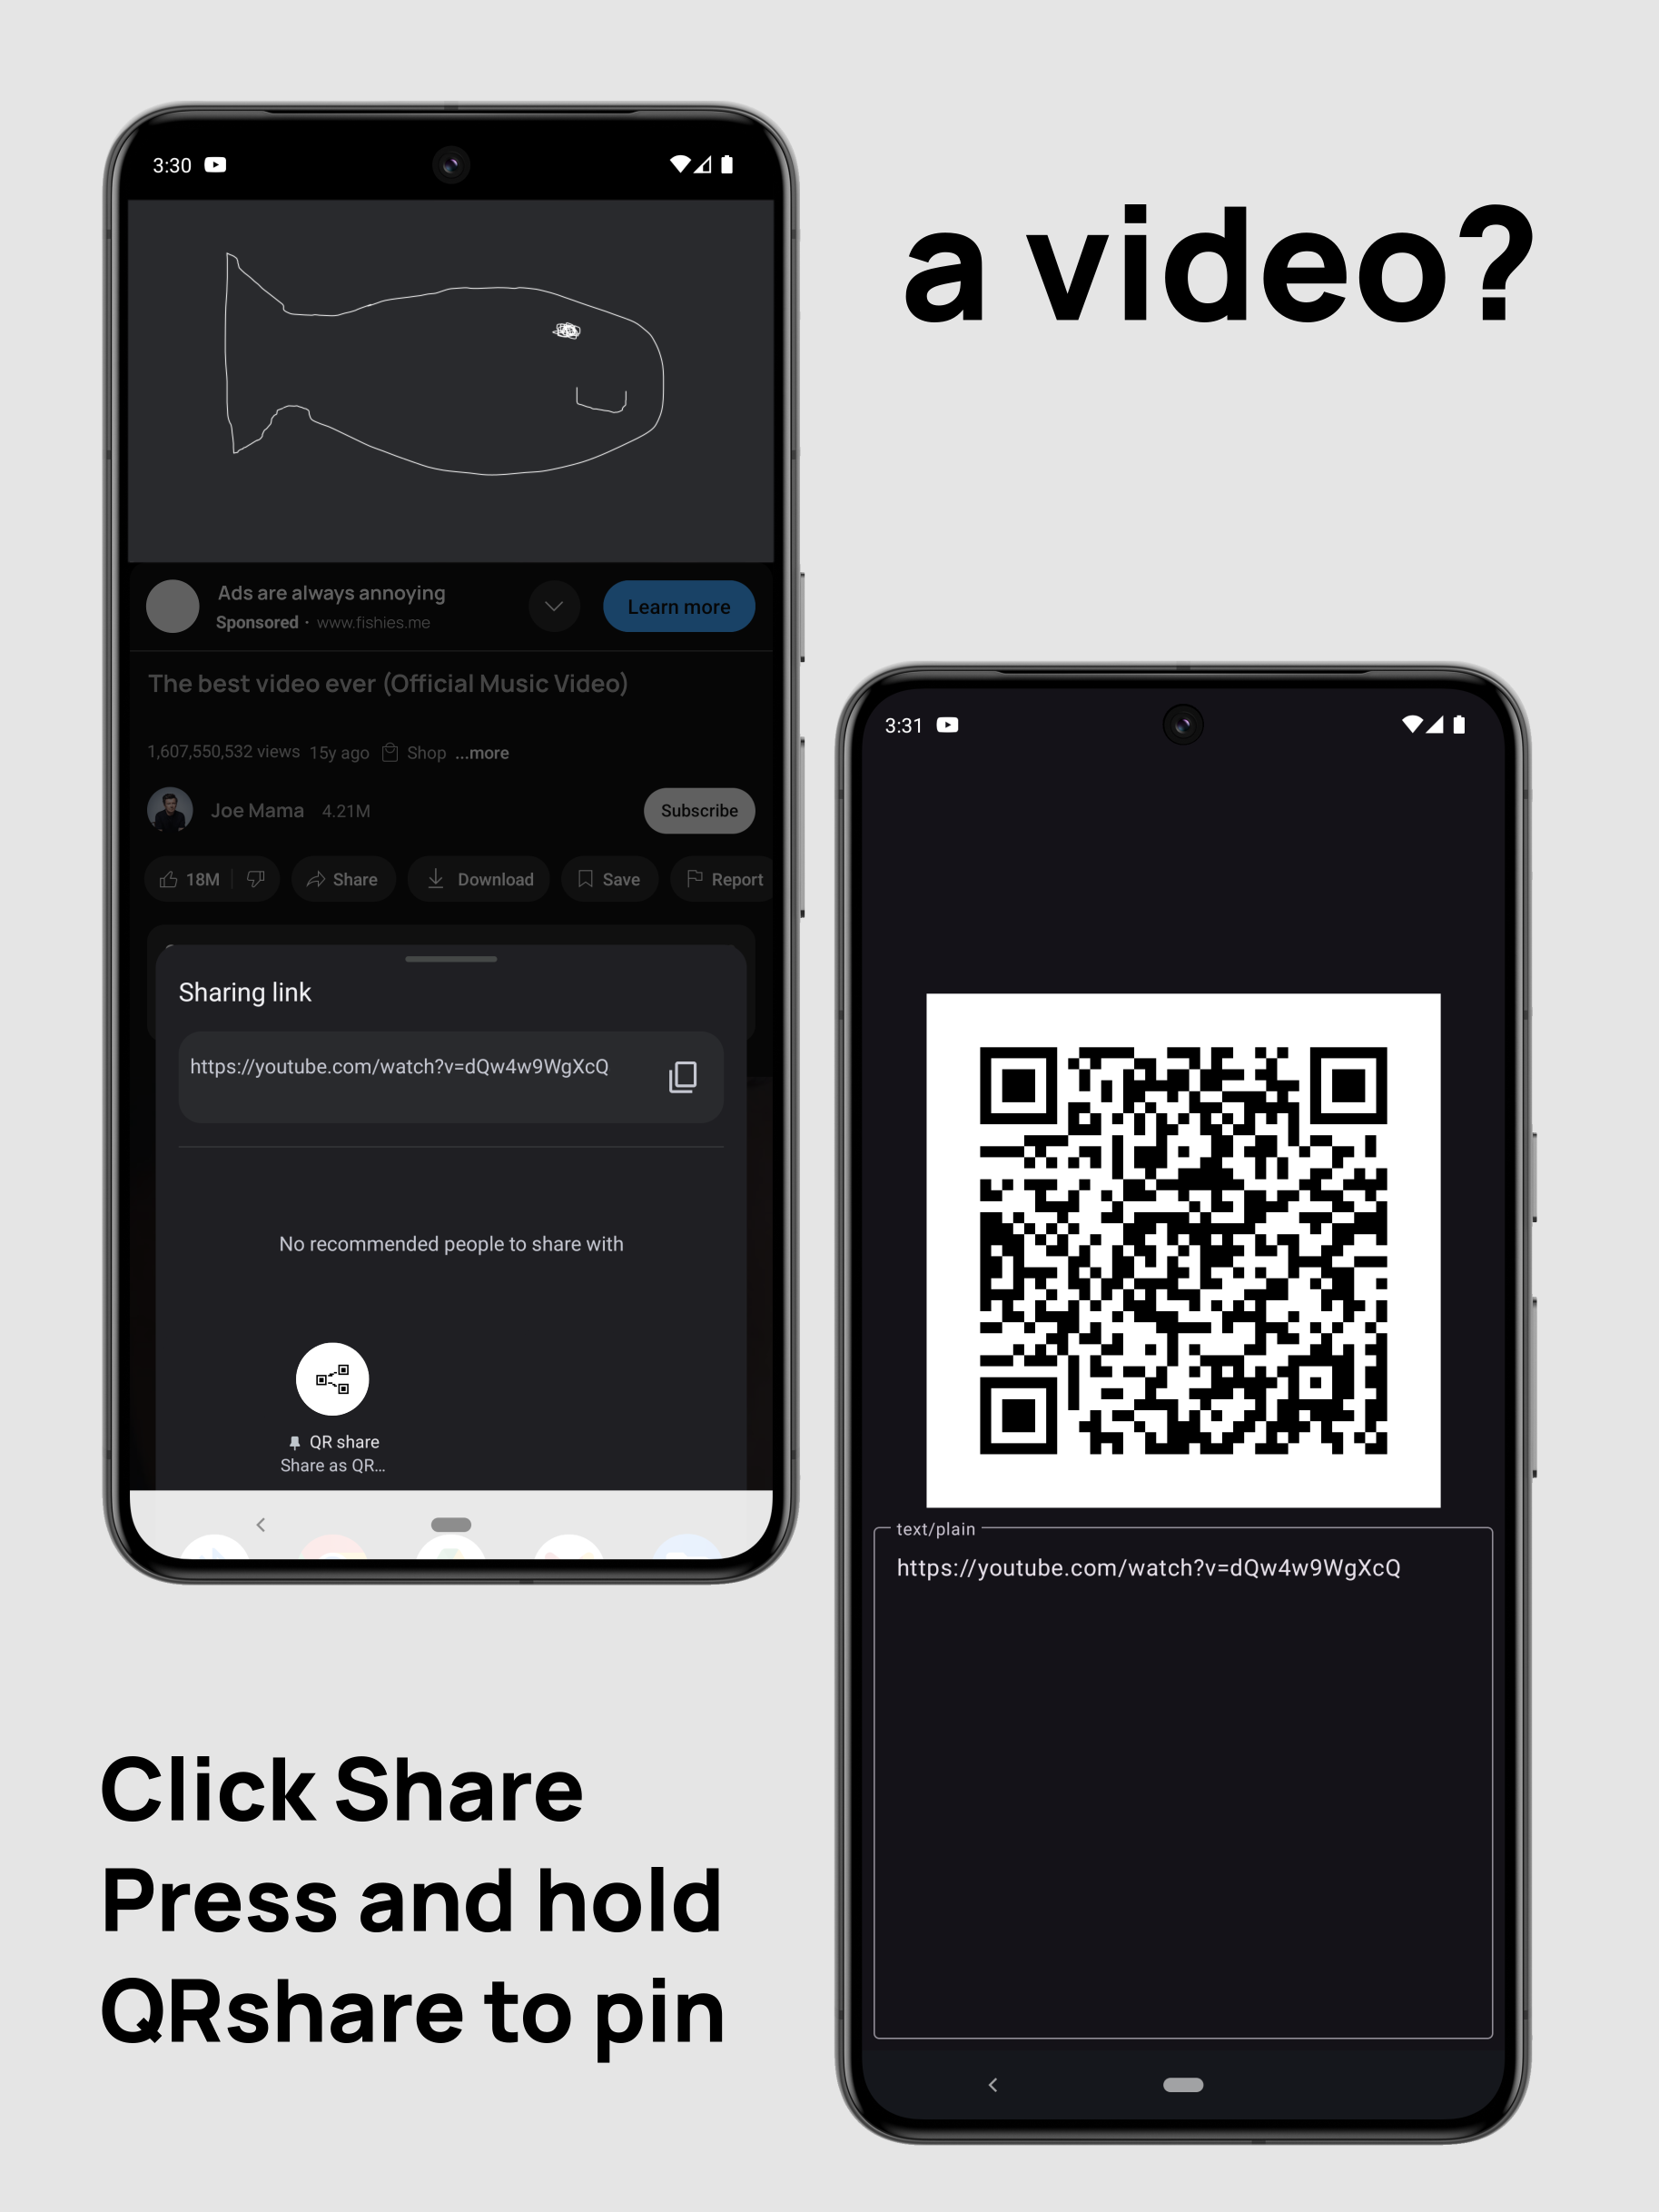 a video?
3:30
Ads are always annoying
Sponsored · www.fishies.me
Learn more
The best video ever (Official Music Video)
1,607,550,532 views 15y ago Shop ...more
Joe Mama 4.21M
Subscribe
18M Share Download Save Report
Sharing link
https://youtube.com/watch?v=dQw4w9WgXcQ
No recommended people to share with
QR share
Share as QR...
3:31
text/plain
https://youtube.com/watch?v=dQw4w9WgXcQ
Click Share
Press and hold
QRshare to pin